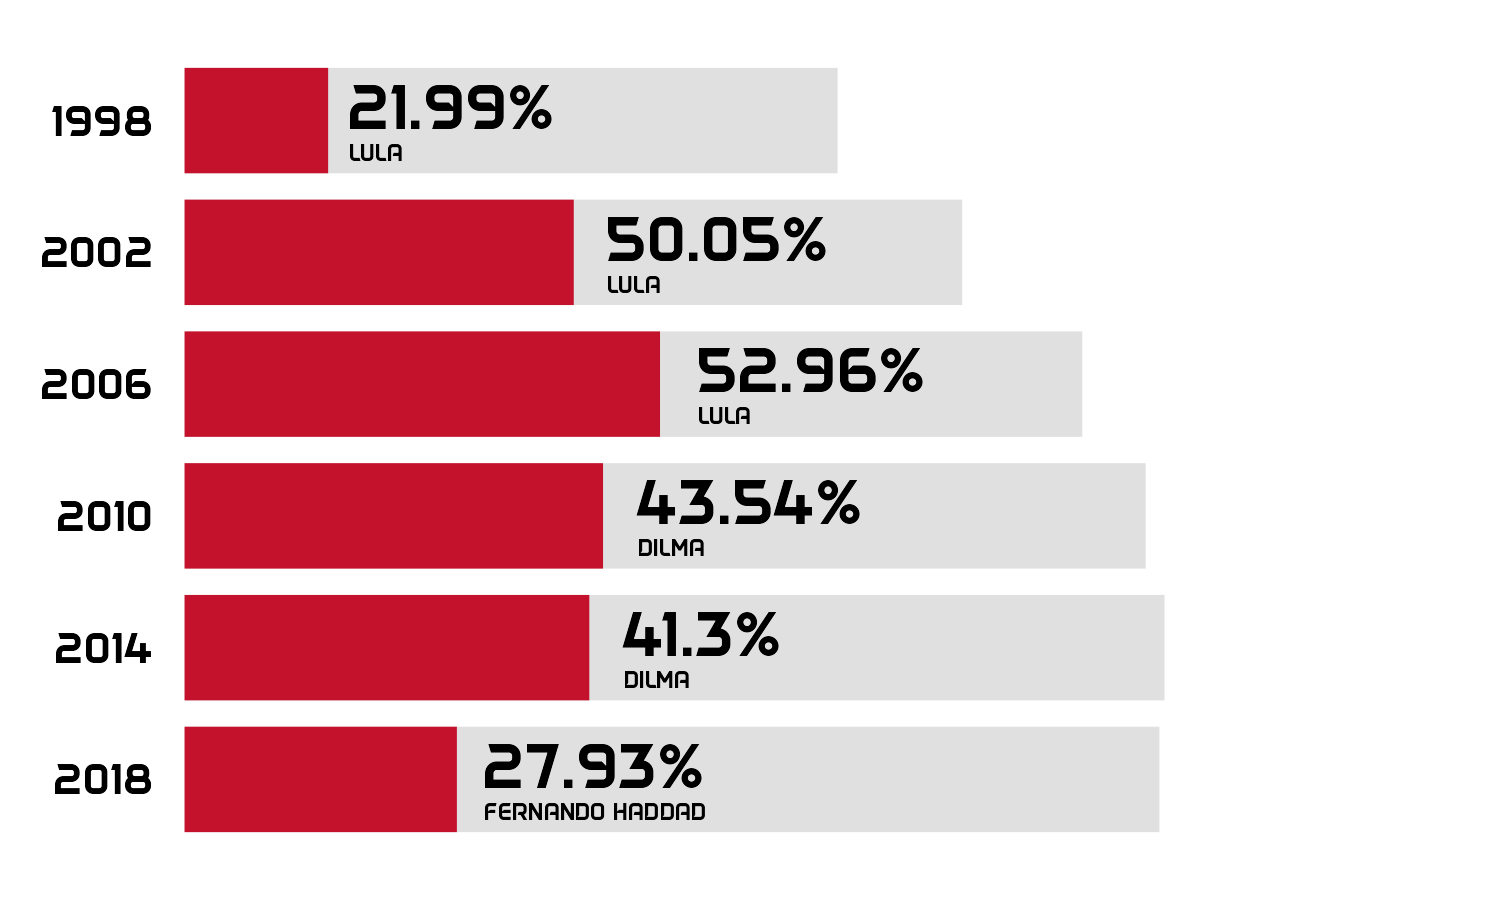 1998
21.99%
LULA
2002
50.05%
LULA
2006
52.96%
LULA
2010
43.54%
DILMA
2014
41.3%
DILMA
2018
27.93%
FERNANDO HADDAD